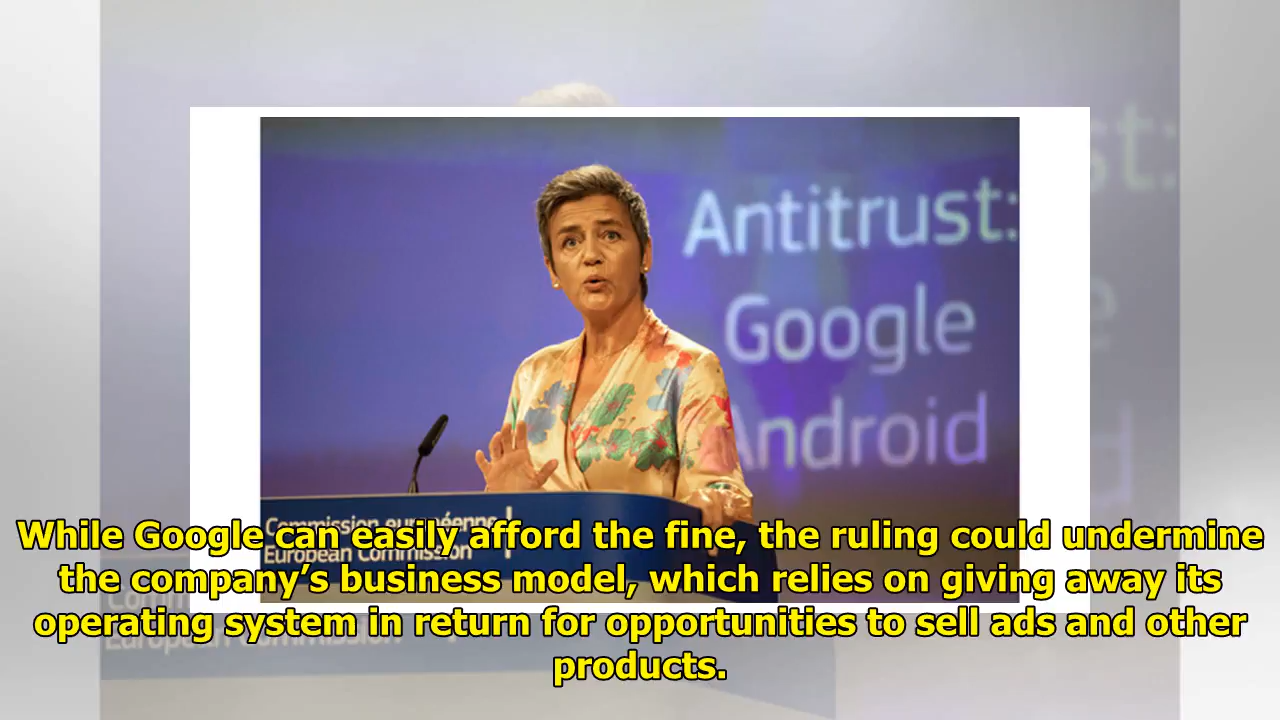 Antitrust:
Google
Android
Commission européenne
European Commission
While Google can easily afford the fine, the ruling could undermine
the company’s business model, which relies on giving away its
operating system in return for opportunities to sell ads and other
products.